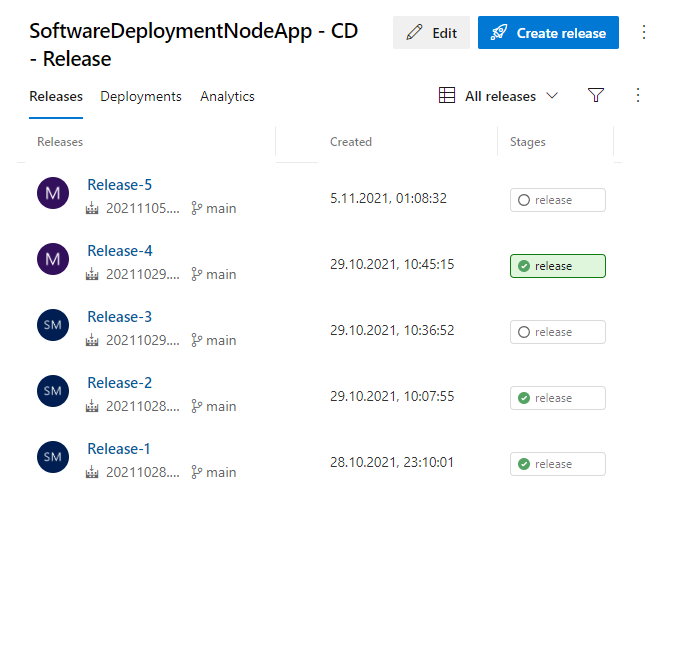 SoftwareDeploymentNodeApp - CD
- Release
Edit
Create release
Releases Deployments Analytics
All releases
Releases Created Stages
M Release-5
20211105.... main
5.11.2021, 01:08:32
release
M Release-4
20211029.... main
29.10.2021, 10:45:15
release
SM Release-3
20211029.... main
29.10.2021, 10:36:52
release
SM Release-2
20211028.... main
29.10.2021, 10:07:55
release
SM Release-1
20211028.... main
28.10.2021, 23:10:01
release